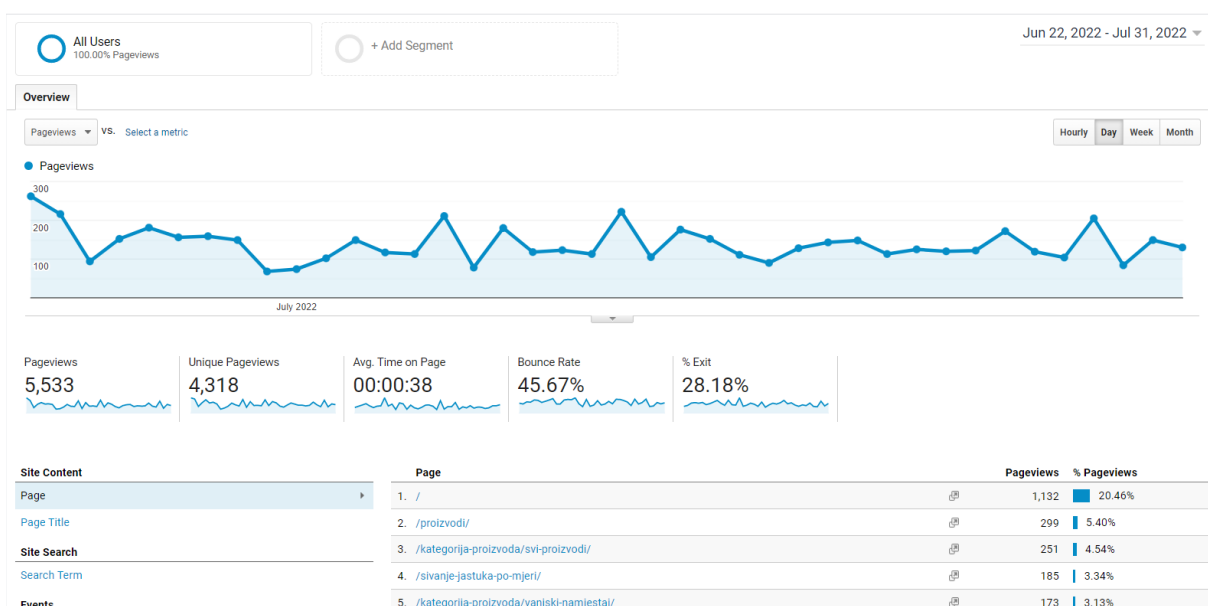 All Users
100.00% Pageviews
+ Add Segment
Jun 22, 2022 - Jul 31, 2022
Overview
Pageviews VS. Select a metric
Hourly Day Week Month
Pageviews
300
200
100
July 2022
Pageviews
5,533
Unique Pageviews
4,318
Avg. Time on Page
00:00:38
Bounce Rate
45.67%
% Exit
28.18%
Site Content
Page
Page Title
Site Search
Search Term
Events
Page Pageviews % Pageviews
1. / 1,132 20.46%
2. /proizvodi/ 299 5.40%
3. /kategorija-proizvoda/svi-proizvodi/ 251 4.54%
4. /sivanje-jastuka-po-mjeri/ 185 3.34%
5. /kategorija-proizvoda/vanjski-namjestaj/ 173 3.13%